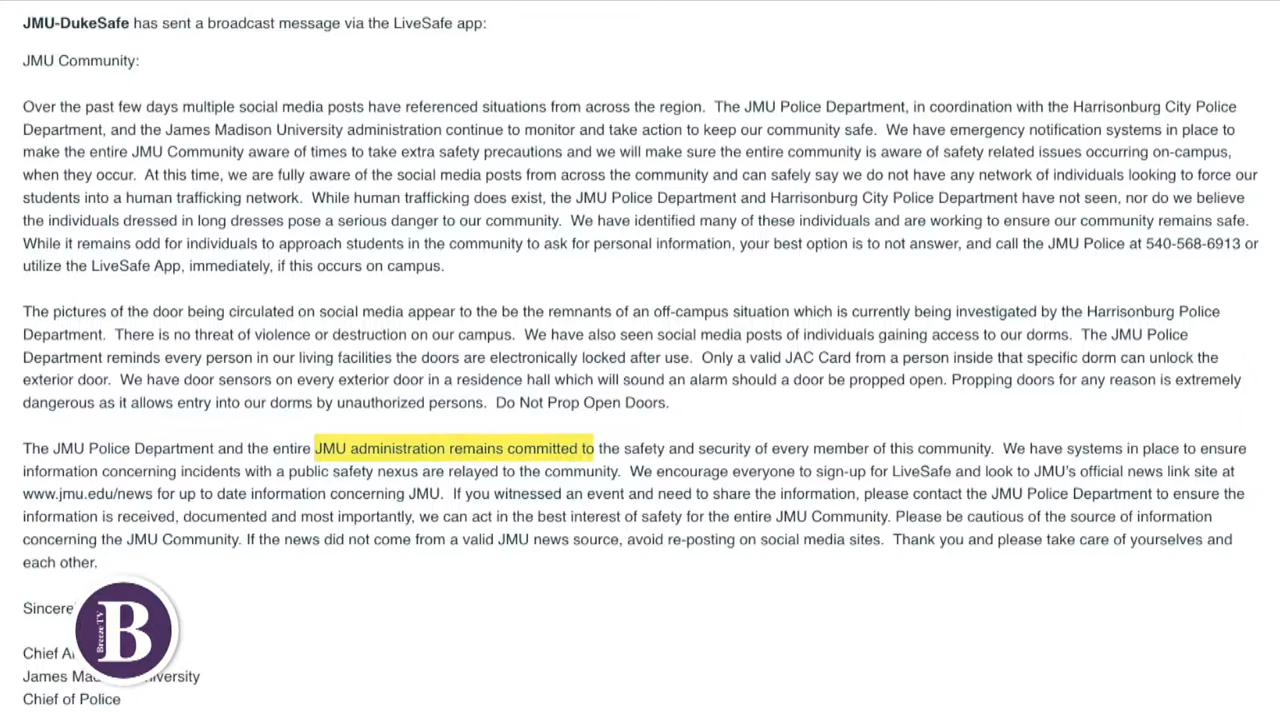 JMU-DukeSafe has sent a broadcast message via the LiveSafe app:
JMU Community:
Over the past few days multiple social media posts have referenced situations from across the region. The JMU Police Department, in coordination with the Harrisonburg City Police
Department, and the James Madison University administration continue to monitor and take action to keep our community safe. We have emergency notification systems in place to
make the entire JMU Community aware of times to take extra safety precautions and we will make sure the entire community is aware of safety related issues occurring on-campus,
when they occur. At this time, we are fully aware of the social media posts from across the community and can safely say we do not have any network of individuals looking to force our
students into a human trafficking network. While human trafficking does exist, the JMU Police Department and Harrisonburg City Police Department have not seen, nor do we believe
the individuals dressed in long dresses pose a serious danger to our community. We have identified many of these individuals and are working to ensure our community remains safe.
While it remains odd for individuals to approach students in the community to ask for personal information, your best option is to not answer, and call the JMU Police at 540-568-6913 or
utilize the LiveSafe App, immediately, if this occurs on campus.
The pictures of the door being circulated on social media appear to the be the remnants of an off-campus situation which is currently being investigated by the Harrisonburg Police
Department. There is no threat of violence or destruction on our campus. We have also seen social media posts of individuals gaining access to our dorms. The JMU Police
Department reminds every person in our living facilities the doors are electronically locked after use. Only a valid JAC Card from a person inside that specific dorm can unlock the
exterior door. We have door sensors on every exterior door in a residence hall which will sound an alarm should a door be propped open. Propping doors for any reason is extremely
dangerous as it allows entry into our dorms by unauthorized persons. Do Not Prop Open Doors.
The JMU Police Department and the entire JMU administration remains committed to the safety and security of every member of this community. We have systems in place to ensure
information concerning incidents with a public safety nexus are relayed to the community. We encourage everyone to sign-up for LiveSafe and look to JMU's official news link site at
www.jmu.edu/news for up to date information concerning JMU. If you witnessed an event and need to share the information, please contact the JMU Police Department to ensure the
information is received, documented and most importantly, we can act in the best interest of safety for the entire JMU Community. Please be cautious of the source of information
concerning the JMU Community. If the news did not come from a valid JMU news source, avoid re-posting on social media sites. Thank you and please take care of yourselves and
each other.
Breeze TV B
Chief
James
Chief of Police